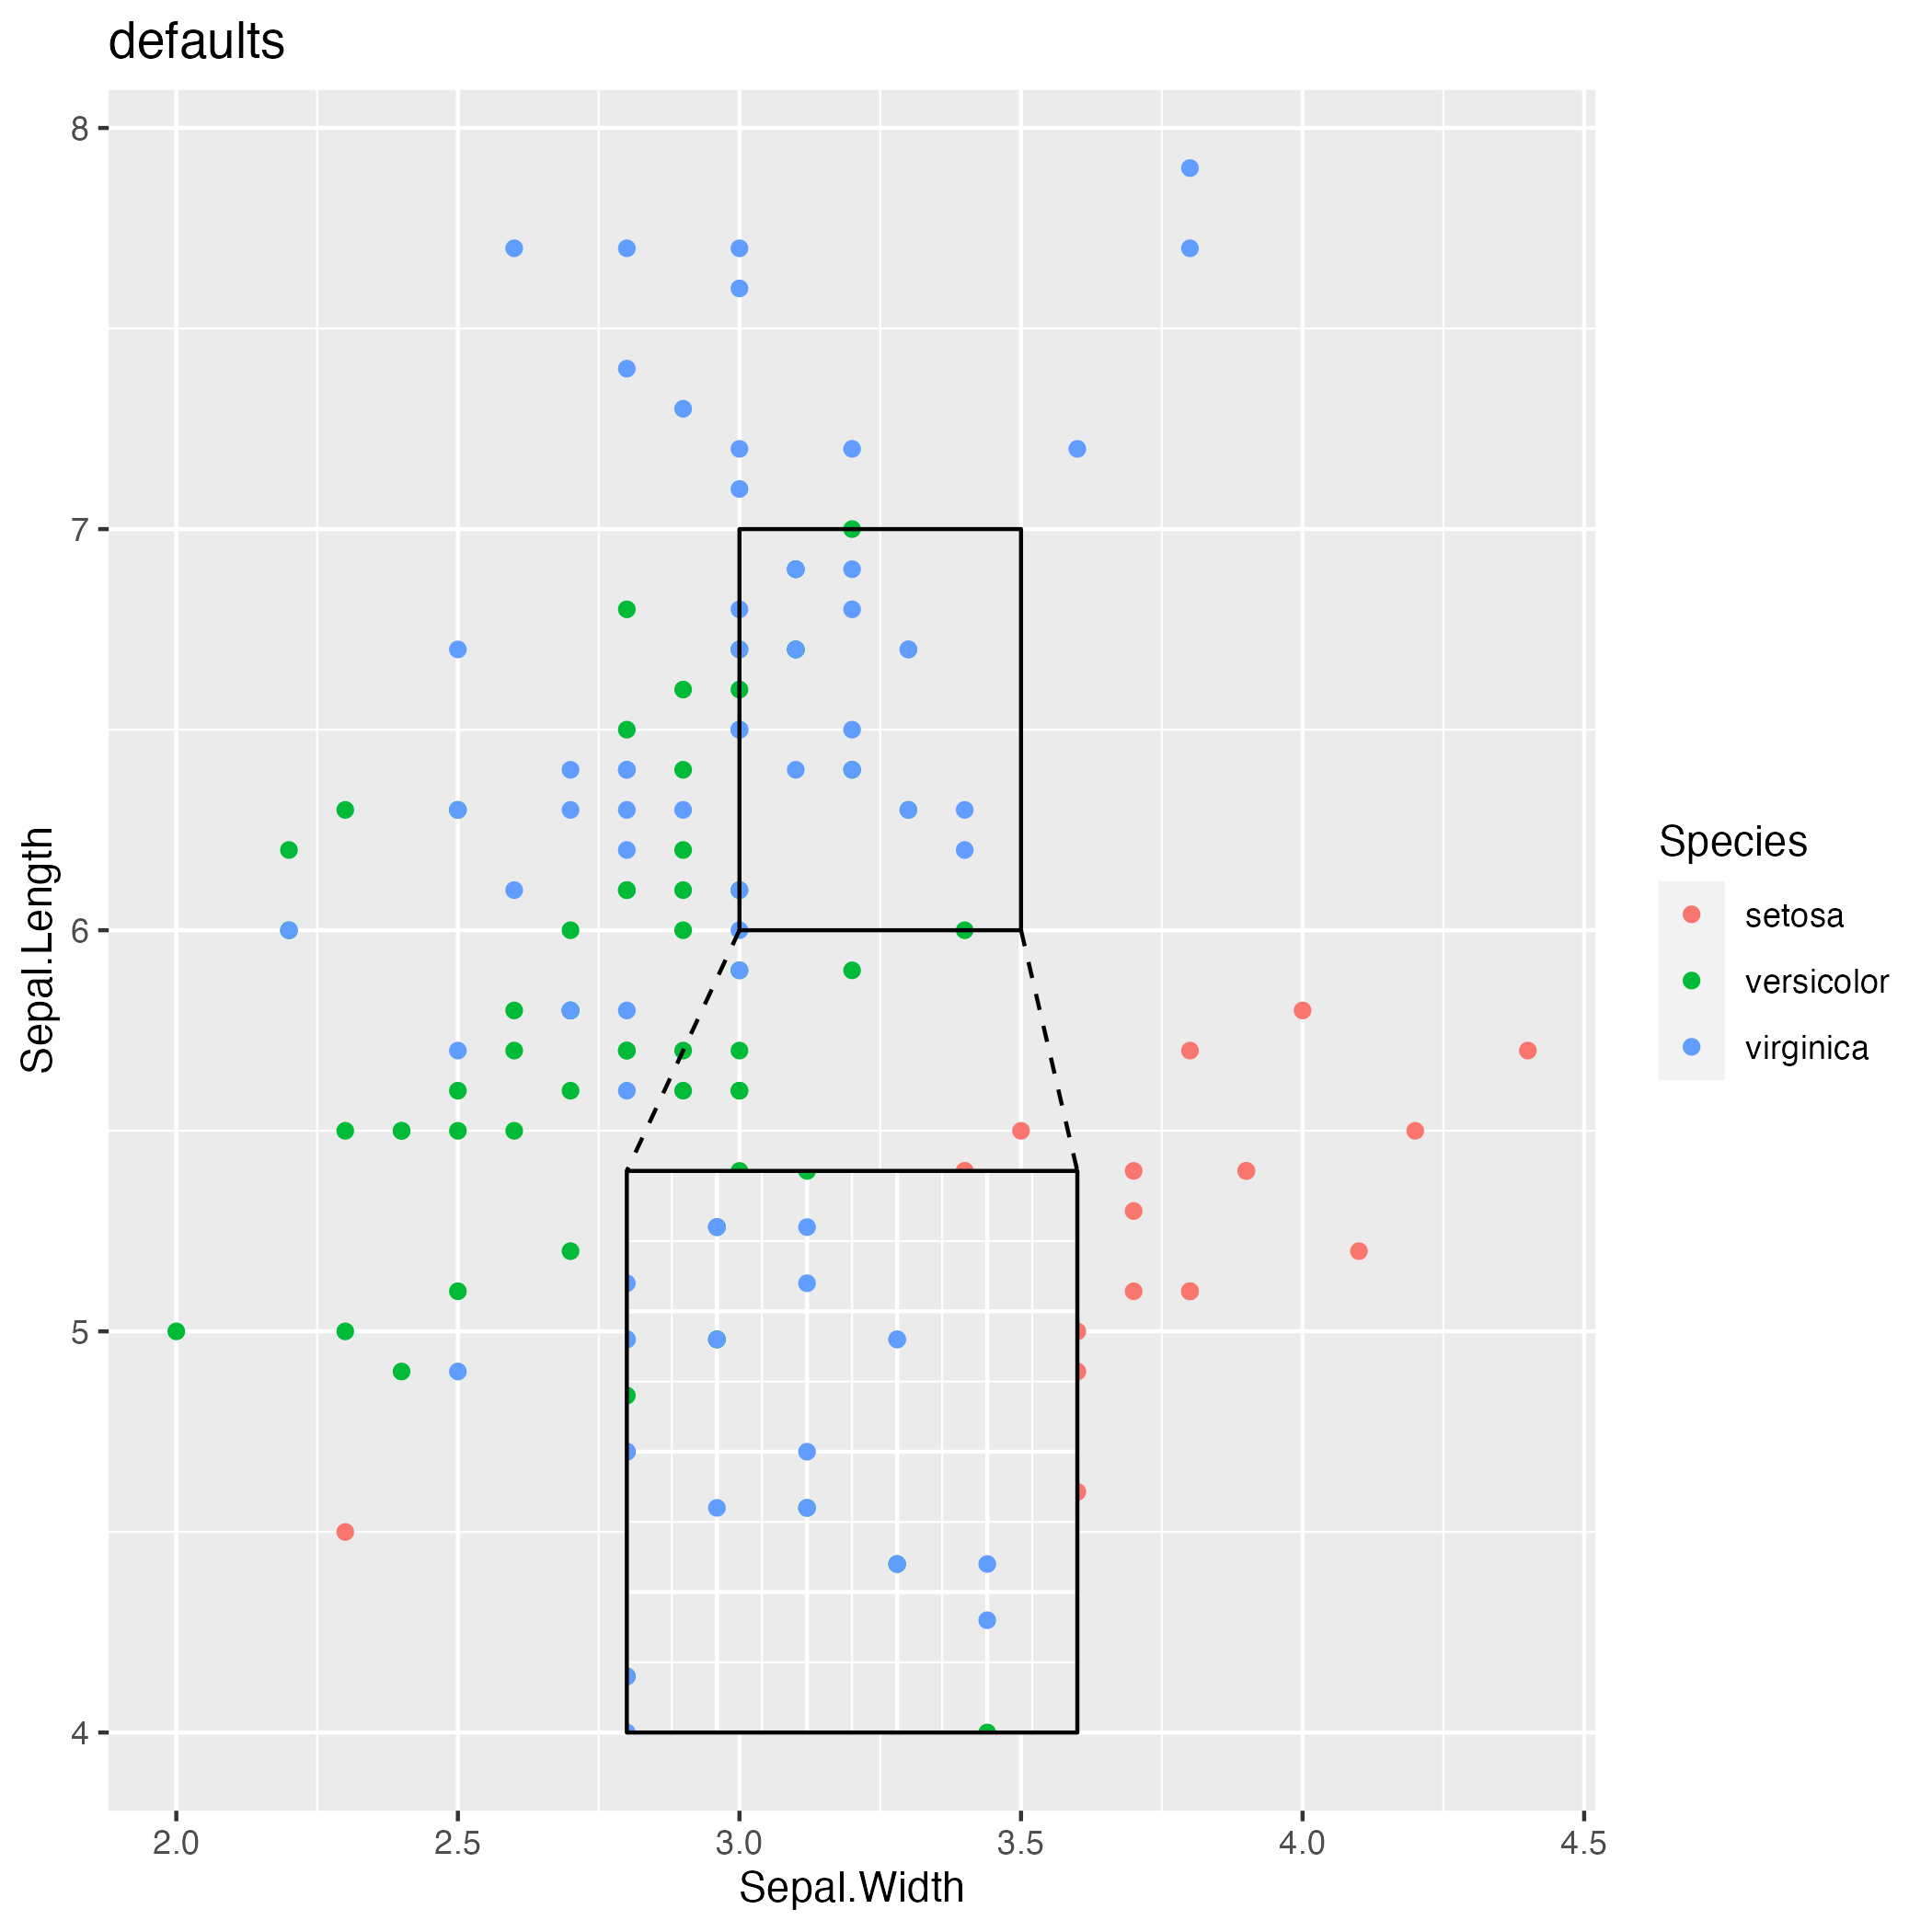 defaults
8
7
6
5
4
Sepal.Length
2.0 2.5 3.0 3.5 4.0 4.5
Sepal.Width
Species
setosa
versicolor
virginica